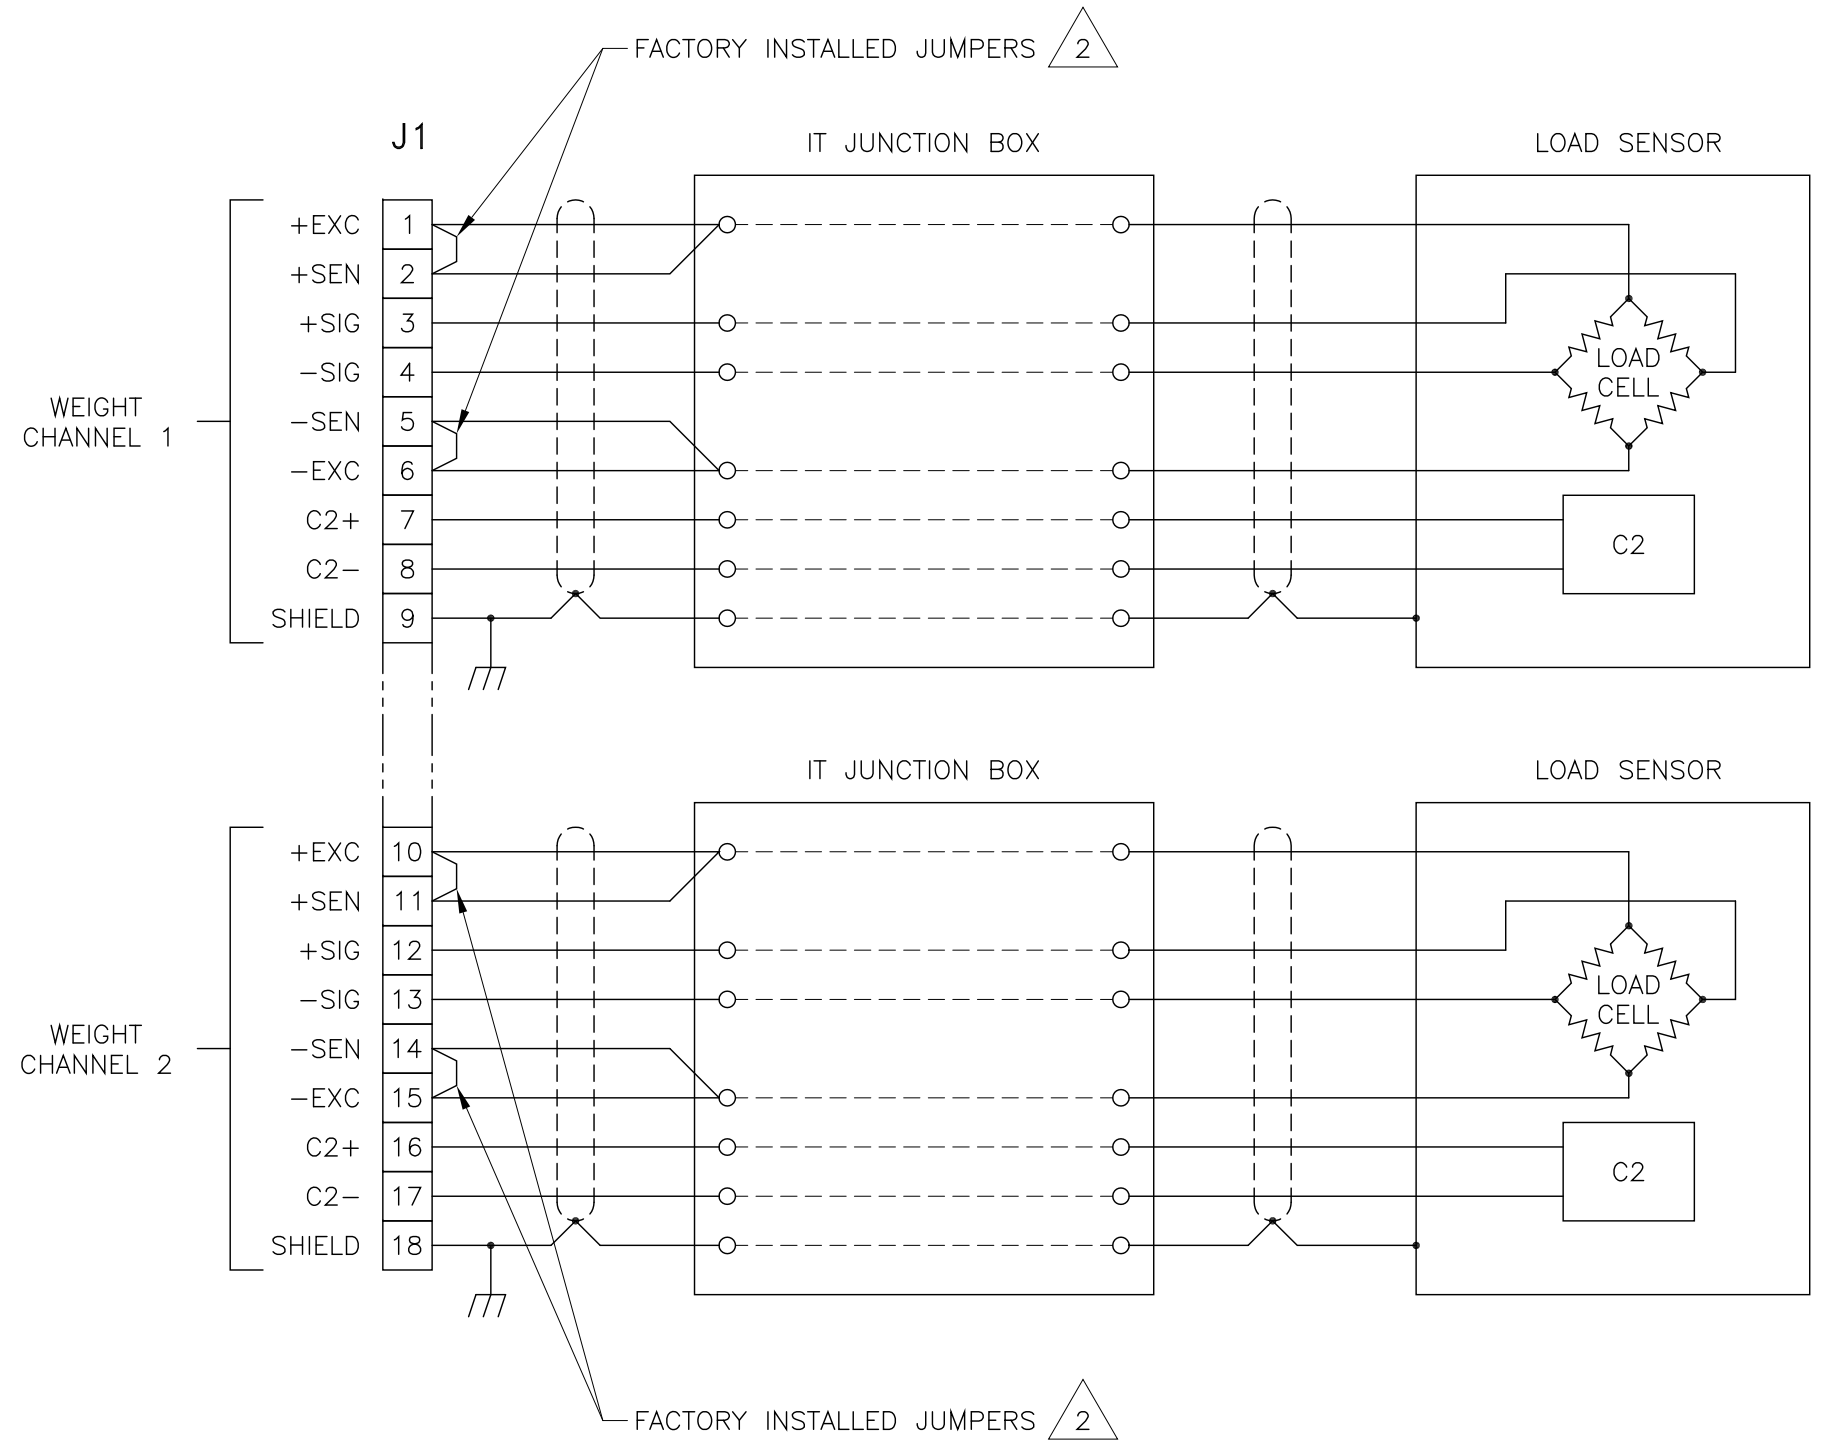 FACTORY INSTALLED JUMPERS 2
J1
IT JUNCTION BOX
LOAD SENSOR
WEIGHT
CHANNEL 1
+EXC 1
+SEN 2
+SIG 3
−SIG 4
−SEN 5
−EXC 6
C2+ 7
C2− 8
SHIELD 9
LOAD
CELL
C2
IT JUNCTION BOX
LOAD SENSOR
WEIGHT
CHANNEL 2
+EXC 10
+SEN 11
+SIG 12
−SIG 13
−SEN 14
−EXC 15
C2+ 16
C2− 17
SHIELD 18
LOAD
CELL
C2
FACTORY INSTALLED JUMPERS 2